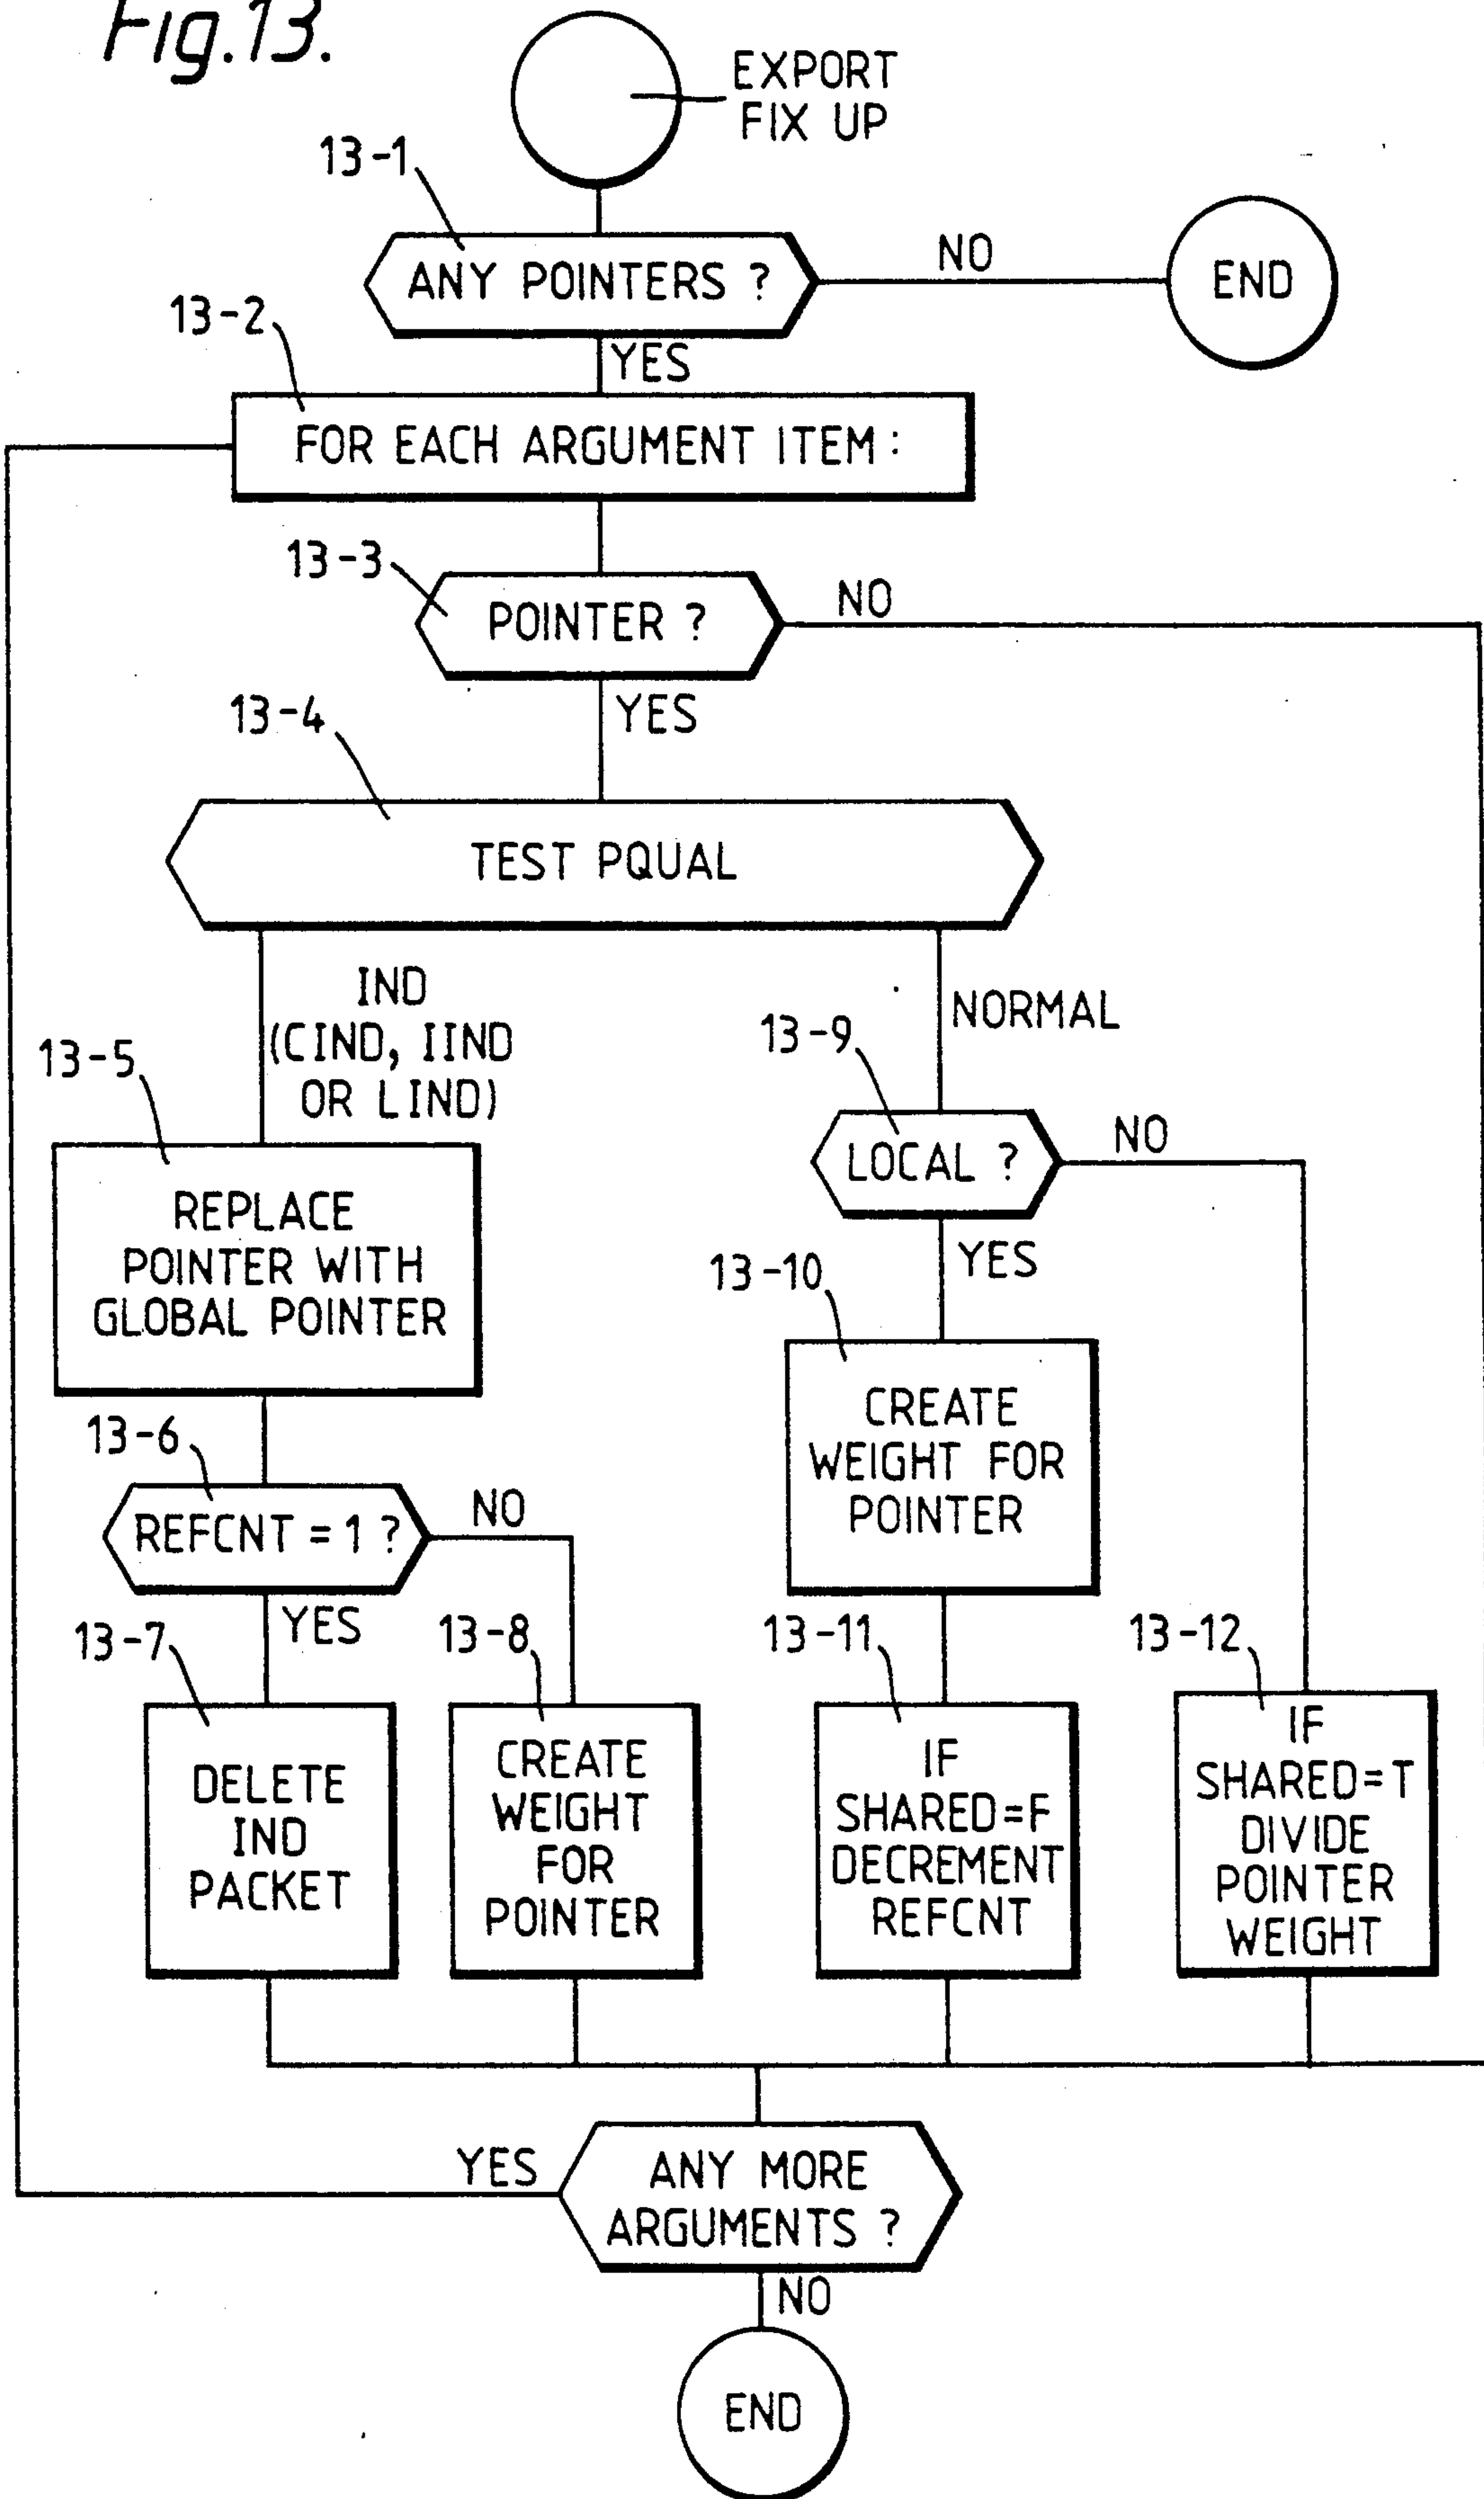 Fig.13.
EXPORT
FIX UP
13-1
ANY POINTERS ?
NO
END
13-2
YES
FOR EACH ARGUMENT ITEM:
13-3
POINTER ?
NO
13-4
YES
TEST PQUAL
IND
(CIND, IIND
OR LIND)
NORMAL
13-5
13-9
REPLACE
POINTER WITH
GLOBAL POINTER
LOCAL ?
NO
13-10
YES
CREATE
WEIGHT FOR
POINTER
13-6
REFCNT = 1 ?
NO
13-7
YES
13-8
13-11
13-12
DELETE
IND
PACKET
CREATE
WEIGHT
FOR
POINTER
IF
SHARED=F
DECREMENT
REFCNT
IF
SHARED=T
DIVIDE
POINTER
WEIGHT
YES
ANY MORE
ARGUMENTS ?
NO
END